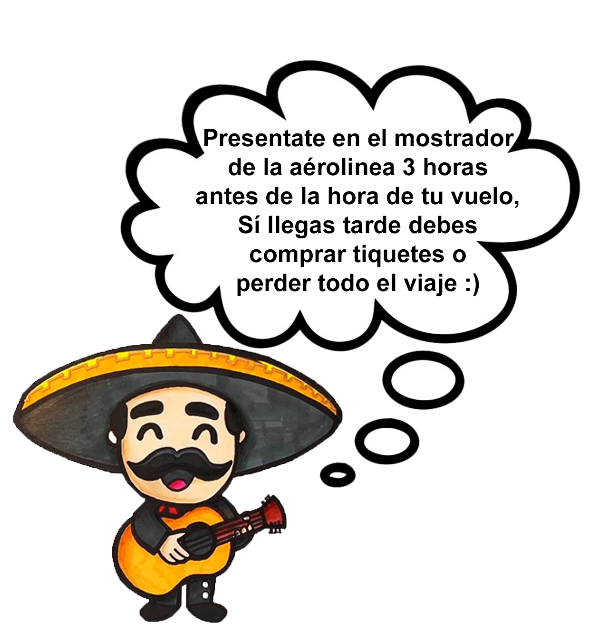 Presentate en el mostrador
de la aérolinea 3 horas
antes de la hora de tu vuelo,
Sí llegas tarde debes
comprar tiquetes o
perder todo el viaje :)